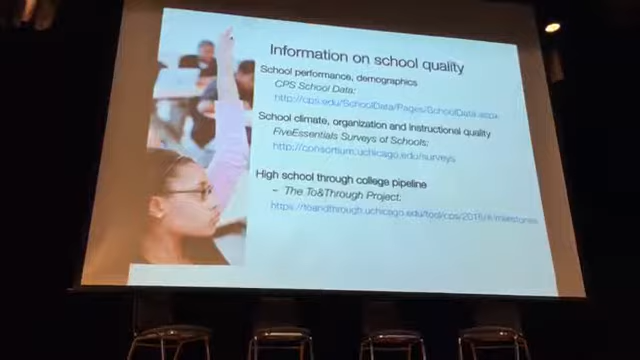 Information on school quality
School performance, demographics
CPS School Data:
http://cps.edu/SchoolData/Pages/SchoolData.aspx
School climate, organization and instructional quality
FiveEssentials Surveys of Schools:
http://consortium.uchicago.edu/surveys
High school through college pipeline
– The To&Through Project: